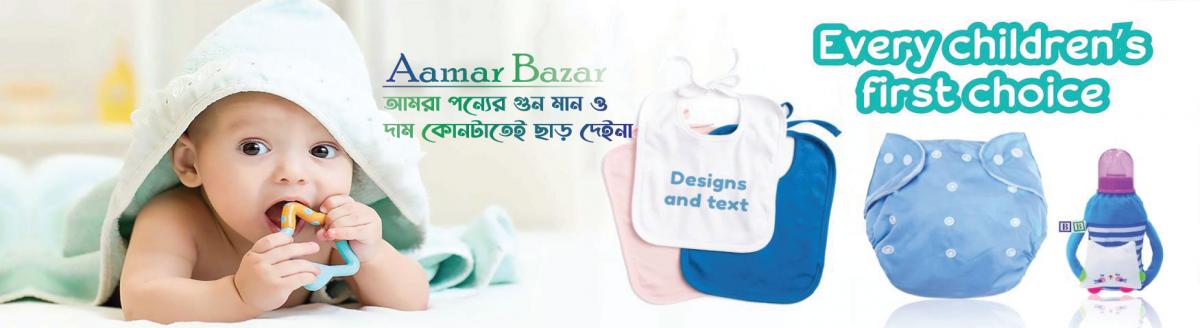 Aamar Bazar
আমরা পন্যের গুন মান ও
দাম কোনটাতেই ছাড় দেইনা
Designs
and text
Every children's
first choice
B B